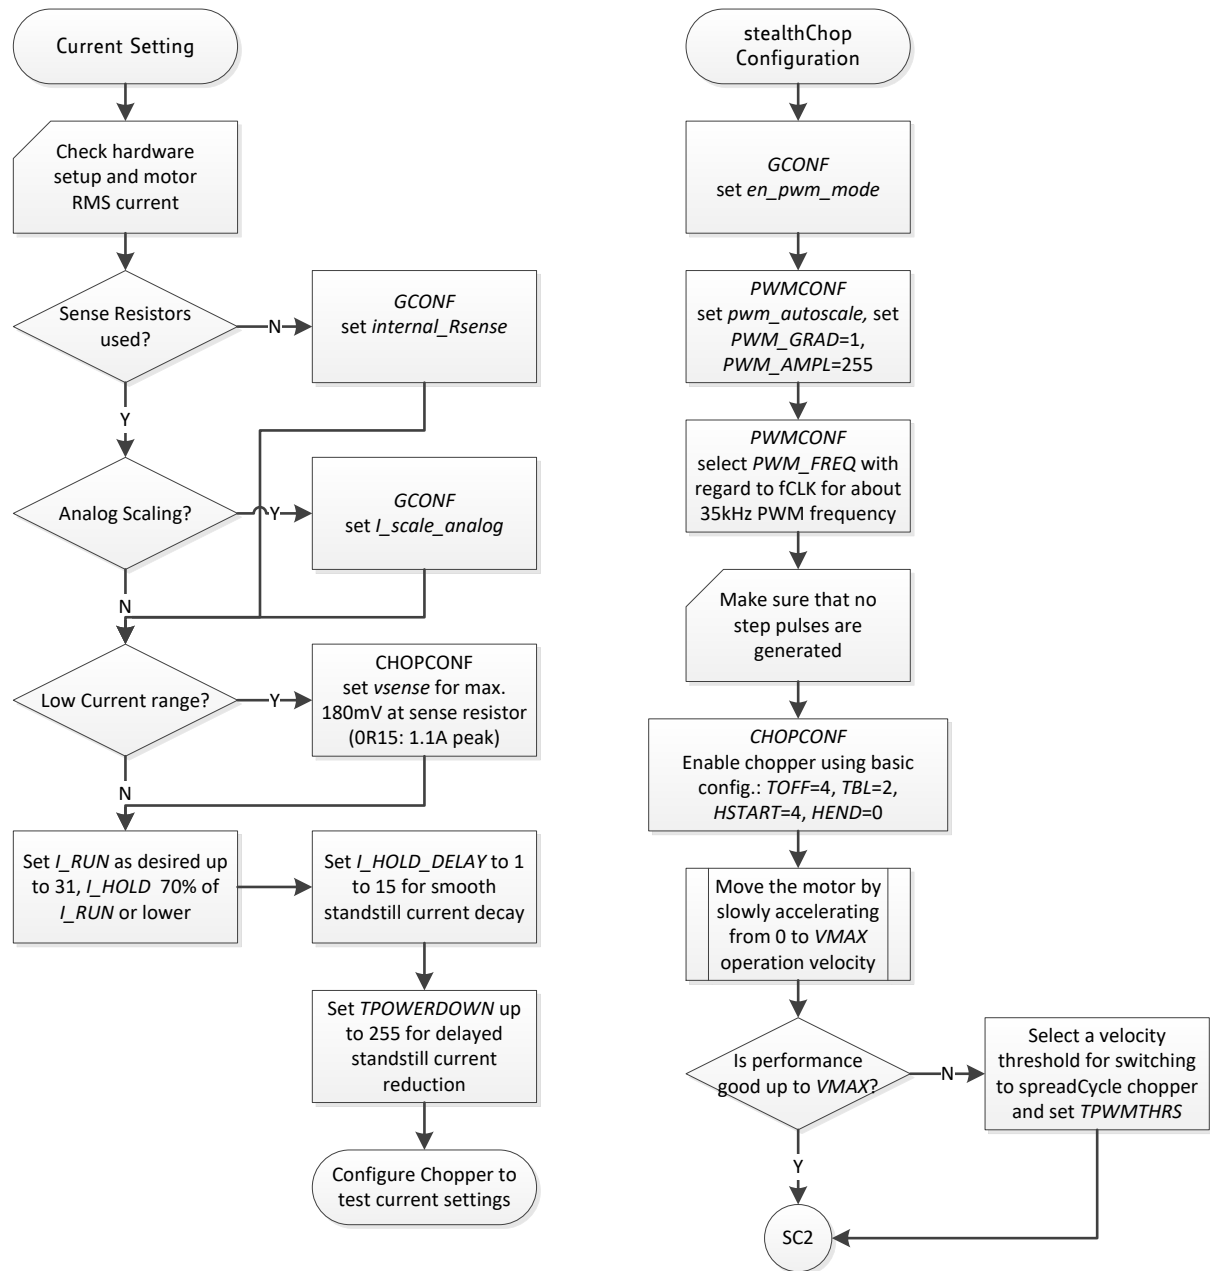 Current Setting
Check hardware
setup and motor
RMS current
Sense Resistors
used?
N
GCONF
set internal_Rsense
Y
Analog Scaling?
Y
GCONF
set I_scale_analog
N
Low Current range?
Y
CHOPCONF
set vsense for max.
180mV at sense resistor
(0R15: 1.1A peak)
N
Set I_RUN as desired up
to 31, I_HOLD 70% of
I_RUN or lower
Set I_HOLD_DELAY to 1
to 15 for smooth
standstill current decay
Set TPOWERDOWN up
to 255 for delayed
standstill current
reduction
Configure Chopper to
test current settings
stealthChop
Configuration
GCONF
set en_pwm_mode
PWMCONF
set pwm_autoscale, set
PWM_GRAD=1,
PWM_AMPL=255
PWMCONF
select PWM_FREQ with
regard to fCLK for about
35kHz PWM frequency
Make sure that no
step pulses are
generated
CHOPCONF
Enable chopper using basic
config.: TOFF=4, TBL=2,
HSTART=4, HEND=0
Move the motor by
slowly accelerating
from 0 to VMAX
operation velocity
Is performance
good up to VMAX?
N
Select a velocity
threshold for switching
to spreadCycle chopper
and set TPWMTHRS
Y
SC2